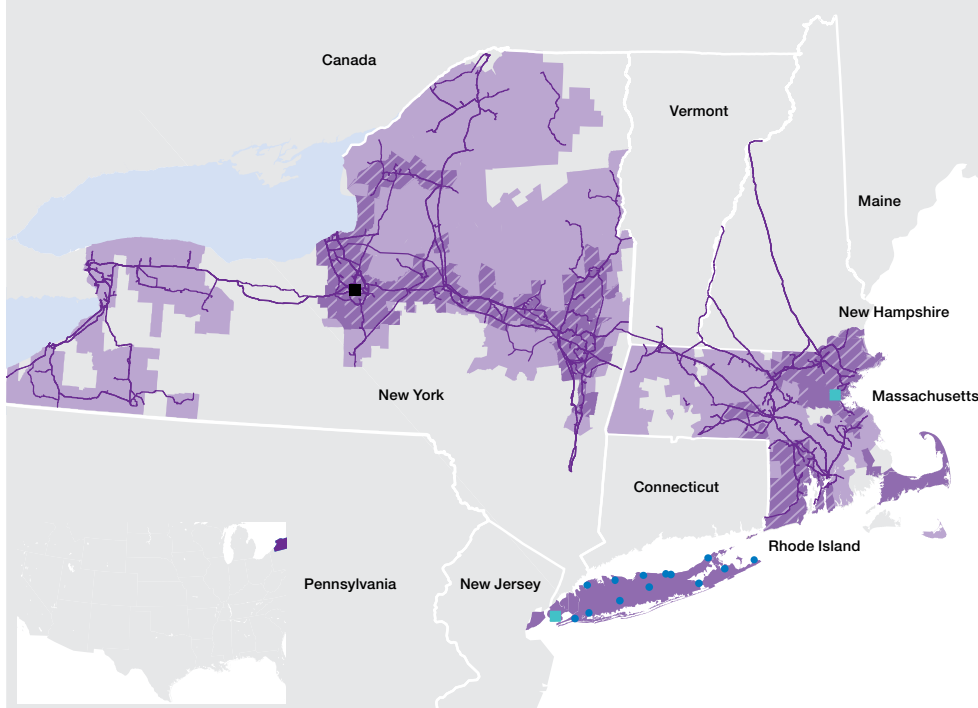 Canada
Vermont
Maine
New Hampshire
New York
Massachusetts
Connecticut
Rhode Island
Pennsylvania
New Jersey